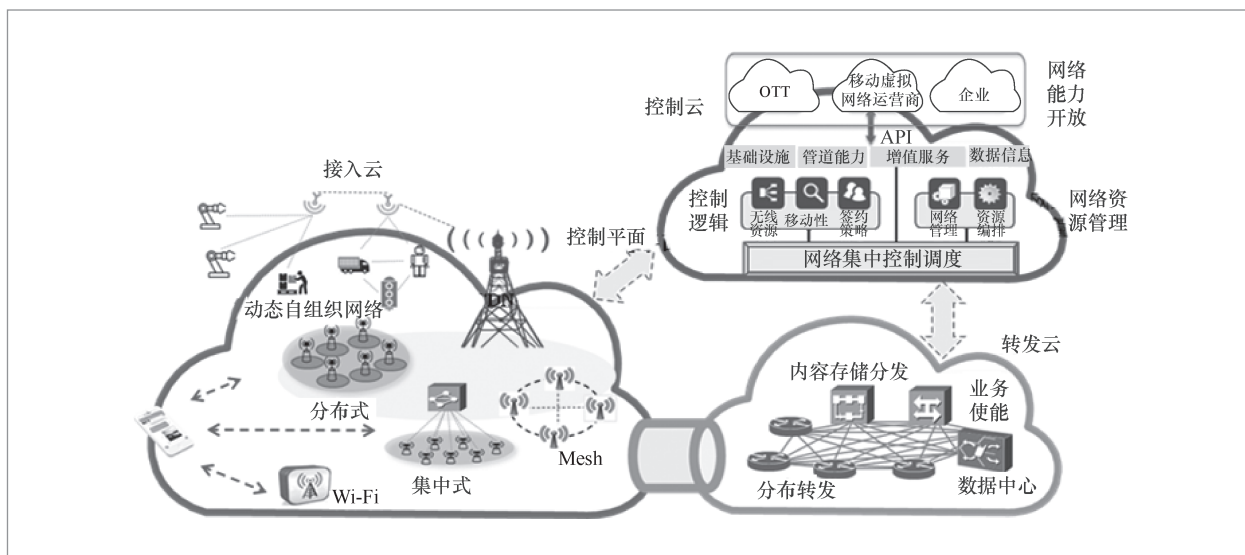 控制云
OTT
移动虚拟
网络运营商
企业
网络
能力
开放
API
基础设施
管道能力
增值服务
数据信息
控制
逻辑
无线
资源
移动性
签约
策略
网络
管理
资源
编排
网络资
源管理
网络集中控制调度
接入云
控制平面
DN
动态自组织网络
分布式
集中式
Mesh
Wi-Fi
转发云
内容存储分发
业务
使能
分布转发
数据中心